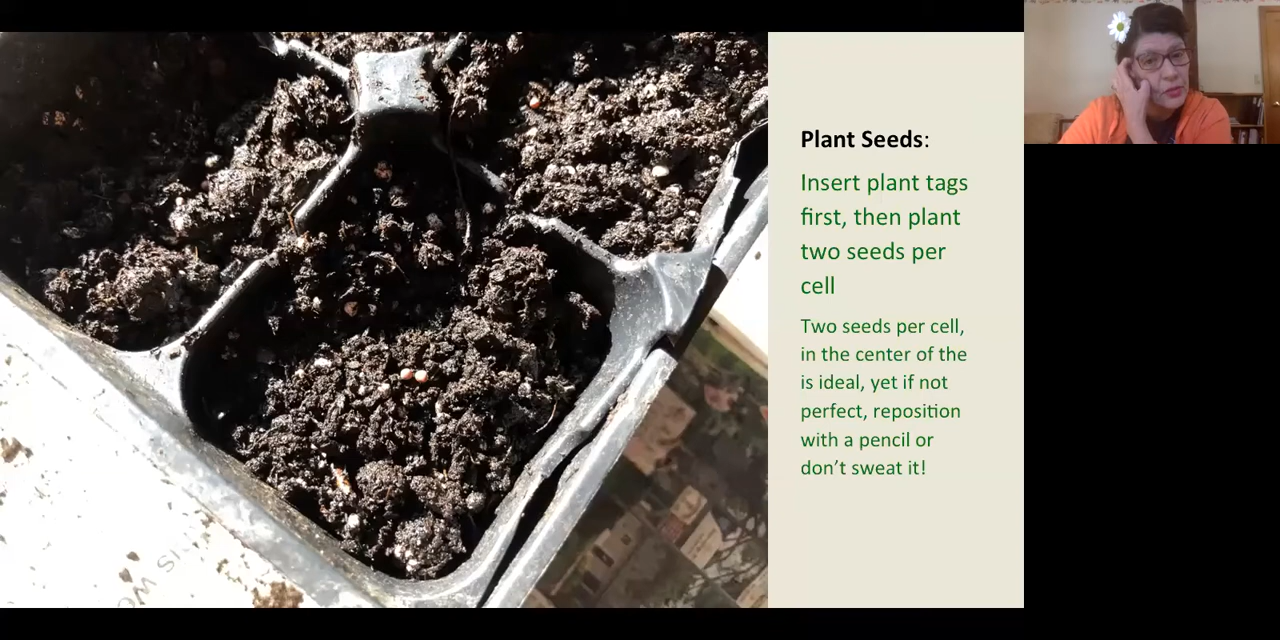 Plant Seeds:
Insert plant tags
first, then plant
two seeds per
cell
Two seeds per cell,
in the center of the
is ideal, yet if not
perfect, reposition
with a pencil or
don't sweat it!